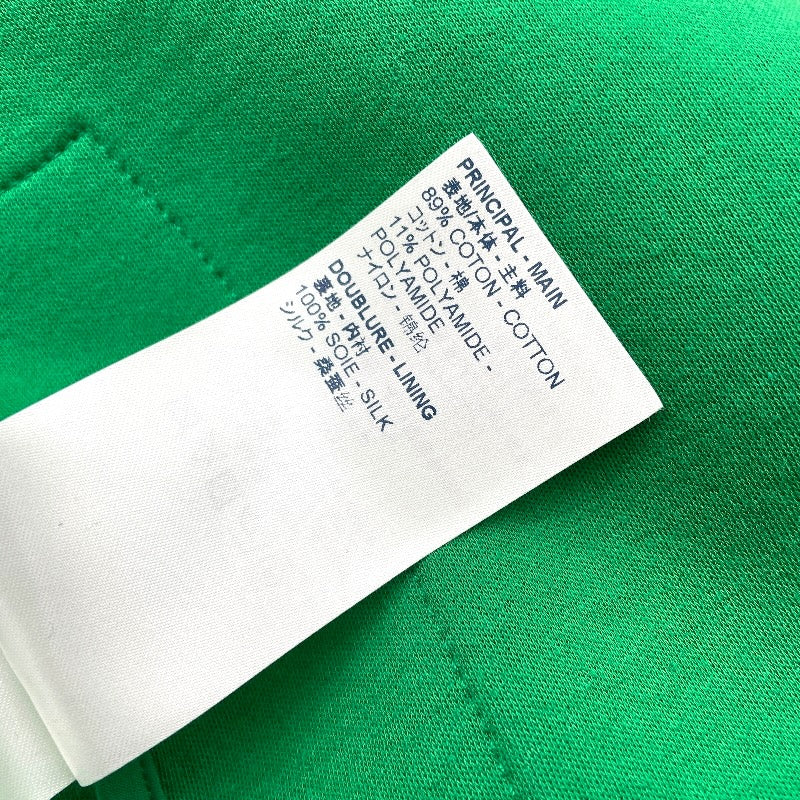 PRINCIPAL - MAIN
表地/本体 - 主料
89% COTON - COTTON
コットン - 棉
11% POLYAMIDE -
POLYAMIDE
ナイロン - 锦纶
DOUBLURE - LINING
裏地 - 内衬
100% SOIE - SILK
シルク - 桑蚕丝